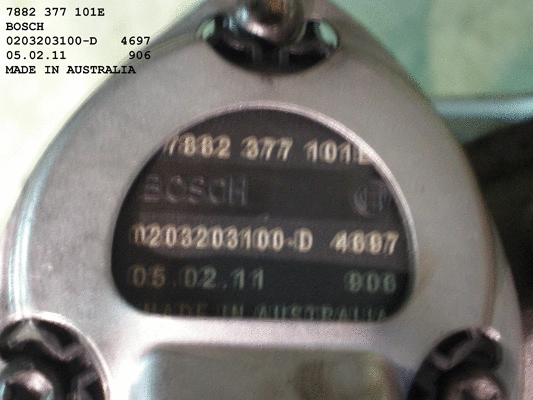 7882 377 101E
BOSCH
0203203100-D 4697
05.02.11 906
MADE IN AUSTRALIA
7882 377 101E
BOSCH
0203203100-D 4697
05.02.11 906
MADE IN AUSTRALIA